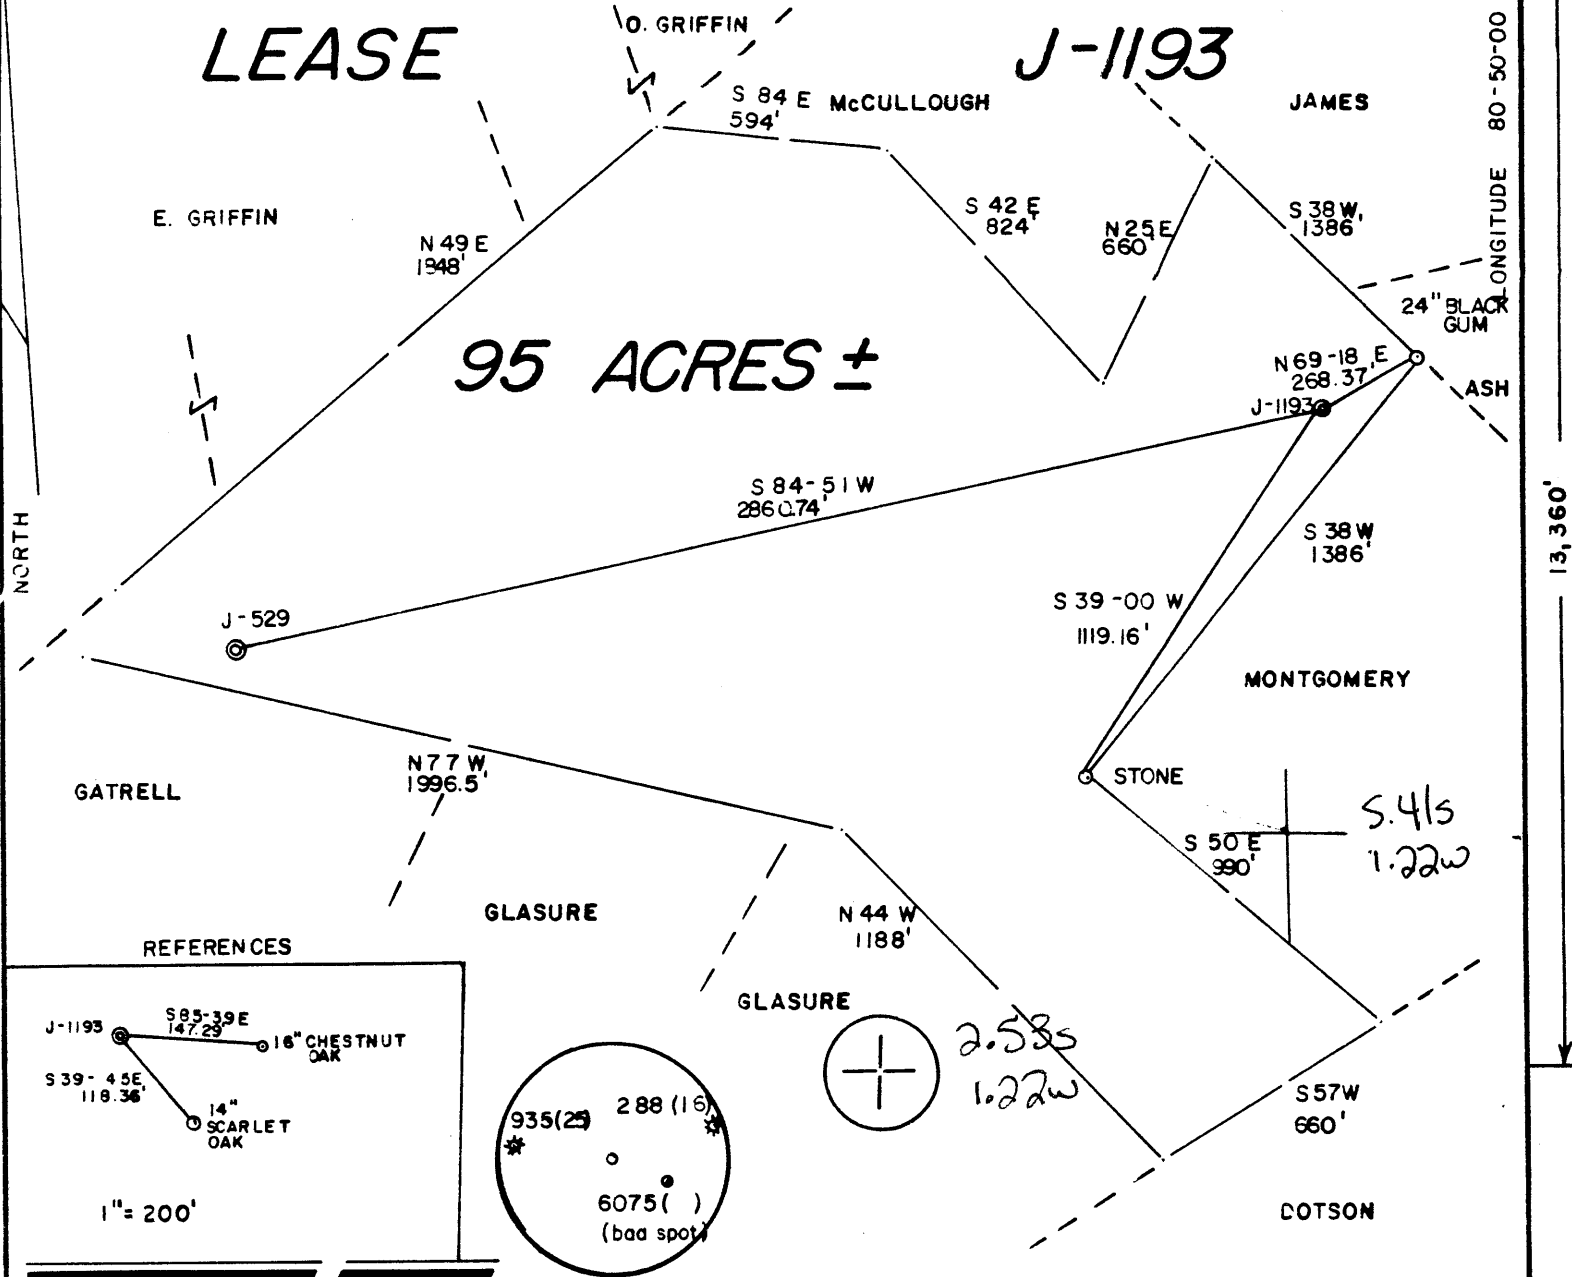 LEASE
J-1193
O. GRIFFIN
S 84 E
594'
McCULLOUGH
JAMES
LONGITUDE 80-50-00
E. GRIFFIN
N 49 E
1848'
S 42 E
824'
N 25 E
660'
S 38 W
1386'
24" BLACK
GUM
95 ACRES ±
N 69-18 E
268.37'
J-1193
ASH
S 84-51 W
2860.74'
S 38 W
1386'
13,360'
NORTH
J-529
S 39-00 W
1119.16'
MONTGOMERY
N 77 W
1996.5'
GATRELL
STONE
5.41s
1.22w
S 50 E
990'
GLASURE
N 44 W
1188'
REFERENCES
GLASURE
2.53s
1.22w
J-1193
S85-39E
147.29'
16" CHESTNUT
OAK
S 39-45E
118.36'
14"
SCARLET
OAK
1"= 200'
935(25)
288 (16)
6075( )
(bad spot)
S 57W
660'
DOTSON